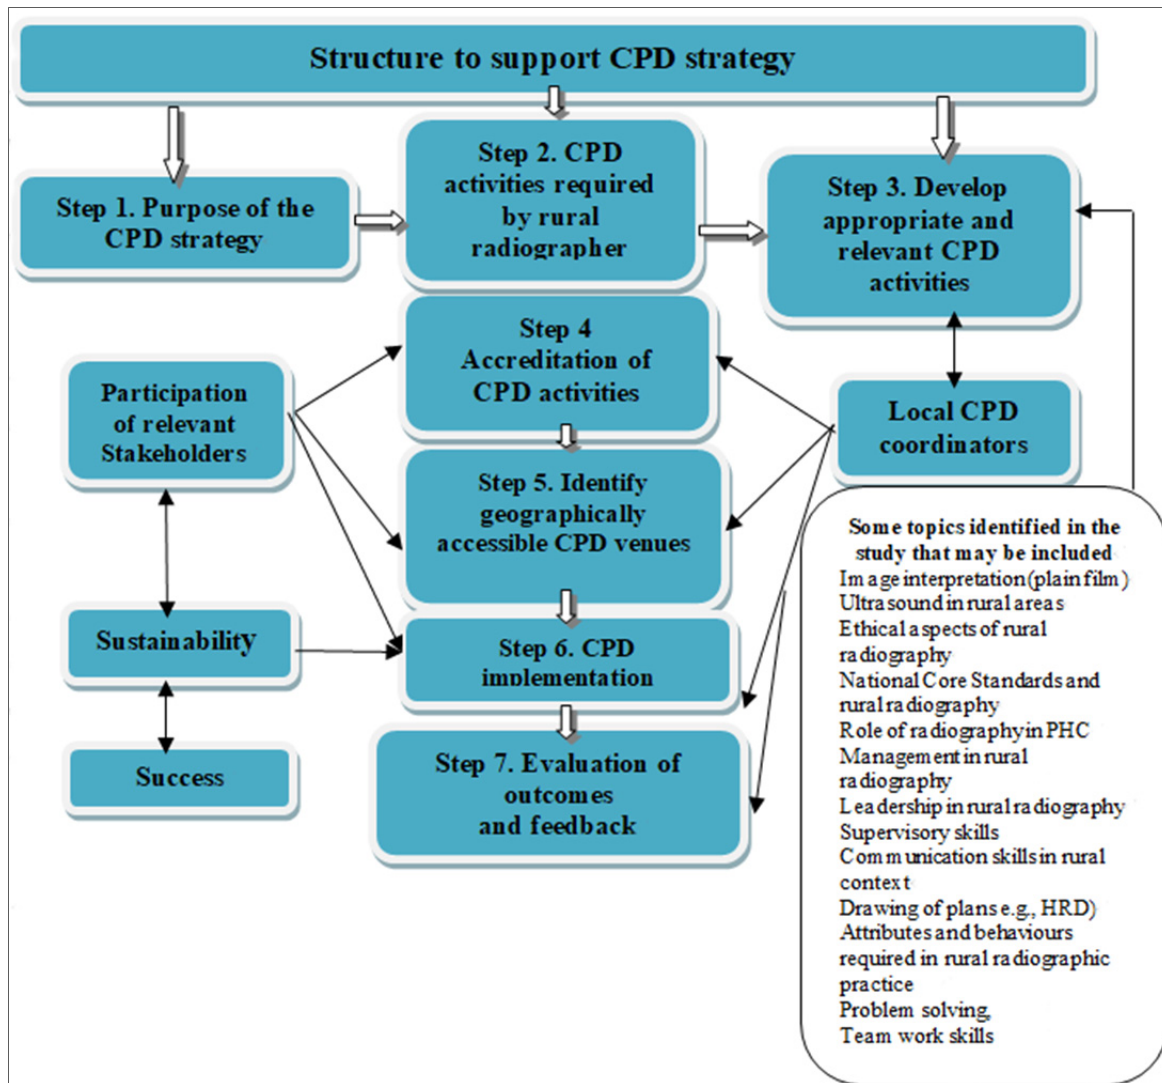 Structure to support CPD strategy
Step 1. Purpose of the
CPD strategy
Step 2. CPD
activities required
by rural
radiographer
Step 3. Develop
appropriate and
relevant CPD
activities
Step 4
Accreditation of
CPD activities
Participation
of relevant
Stakeholders
Local CPD
coordinators
Step 5. Identify
geographically
accessible CPD venues
Sustainability
Step 6. CPD
implementation
Success
Step 7. Evaluation of
outcomes
and feedback
Some topics identified in the
study that may be included
Image interpretation (plain film)
Ultrasound in rural areas
Ethical aspects of rural
radiography
National Core Standards and
rural radiography
Role of radiography in PHC
Management in rural
radiography
Leadership in rural radiography
Supervisory skills
Communication skills in rural
context
Drawing of plans e.g., HRD)
Attributes and behaviours
required in rural radiographic
practice
Problem solving,
Team work skills